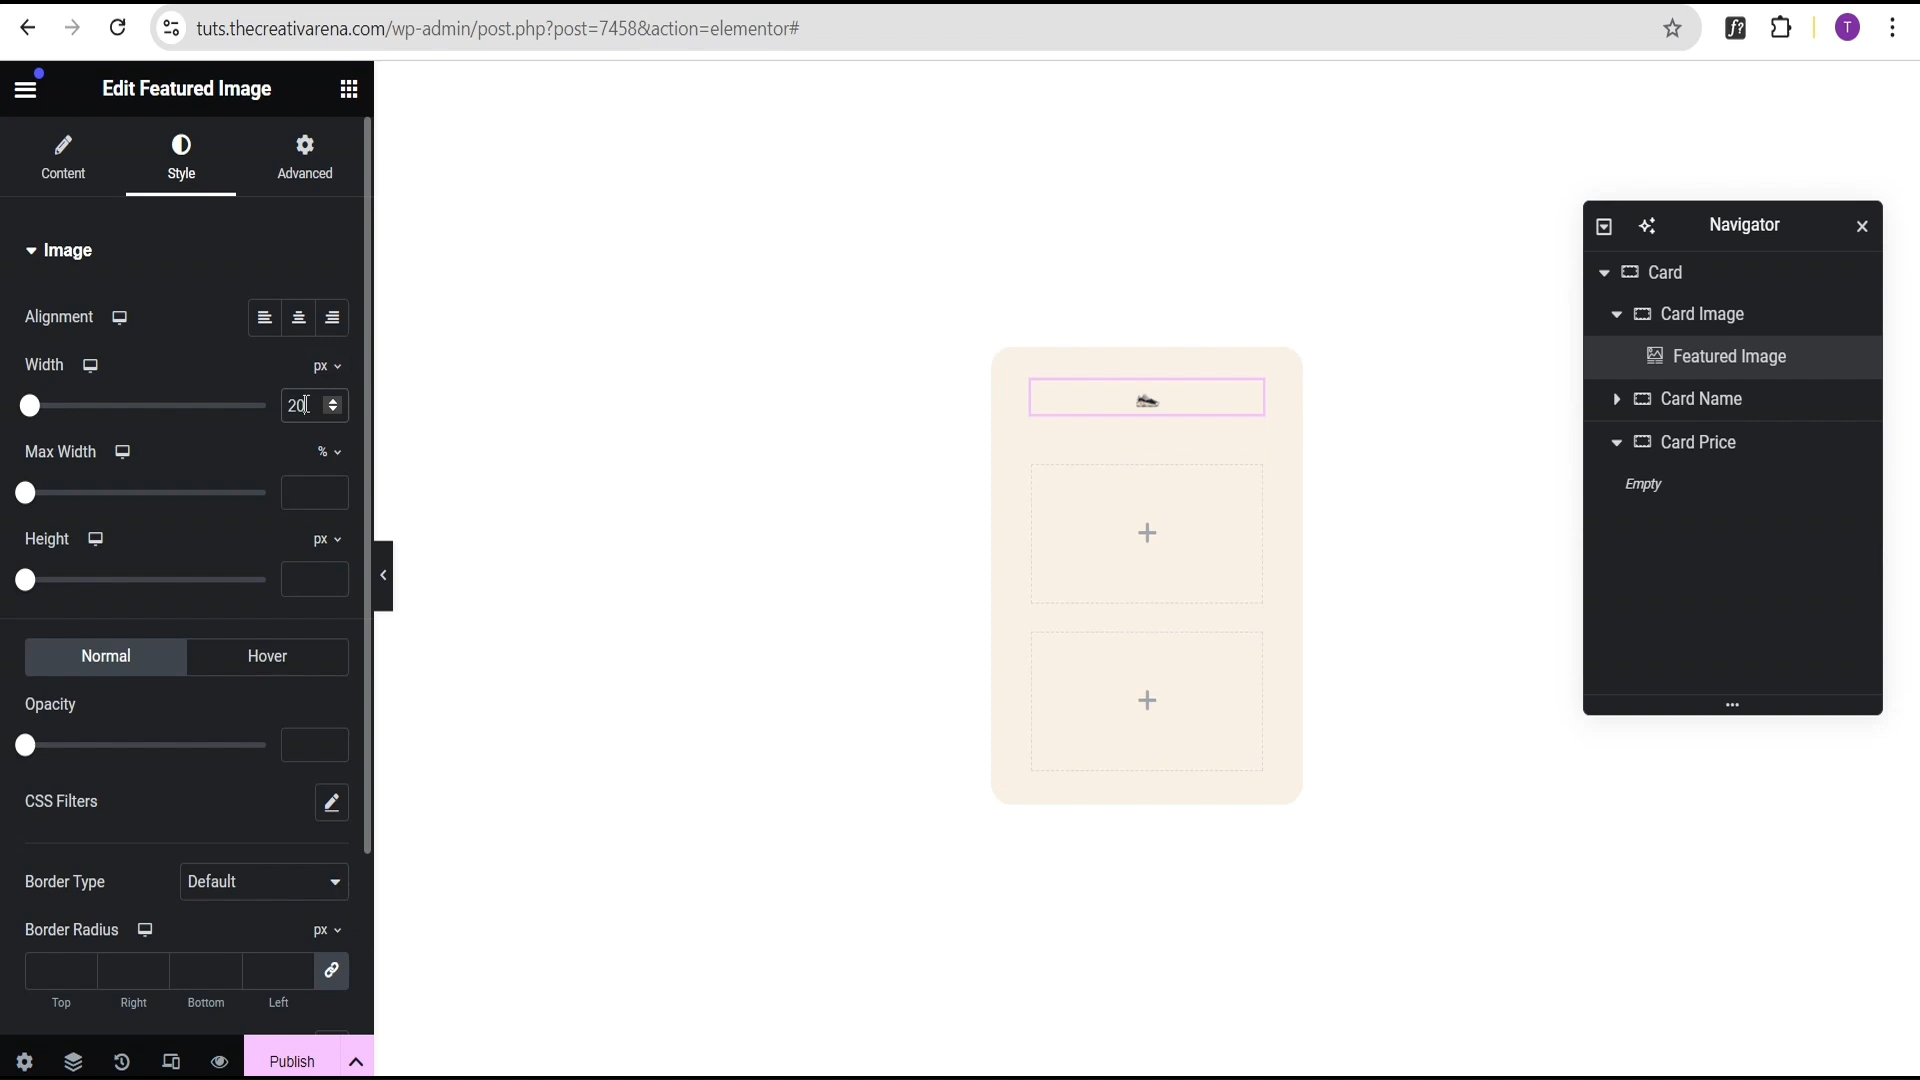 tuts.thecreativarena.com/wp-admin/post.php?post=7458&action=elementor#
f?
T
Edit Featured Image
Content
Style
Advanced
Image
Alignment
Width
px
20
Max Width
%
Height
px
Normal
Hover
Opacity
CSS Filters
Border Type
Default
Border Radius
px
Top
Right
Bottom
Left
Publish
Navigator
Card
Card Image
Featured Image
Card Name
Card Price
Empty